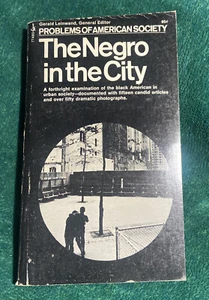 Gerald Leinwand, General Editor
PROBLEMS OF AMERICAN SOCIETY
The Negro
in the City
A forthright examination of the black American in
urban society—documented with fifteen candid articles
and over fifty dramatic photographs.